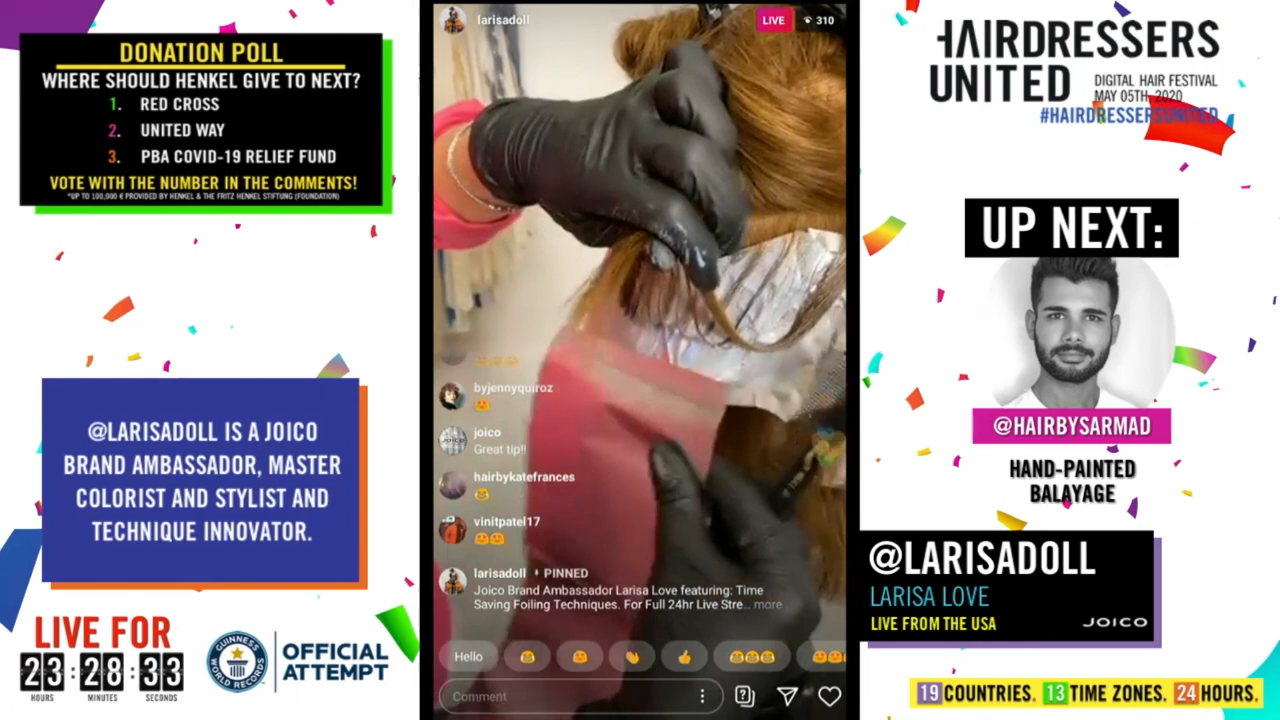 DONATION POLL
WHERE SHOULD HENKEL GIVE TO NEXT?
1. RED CROSS
2. UNITED WAY
3. PBA COVID-19 RELIEF FUND
VOTE WITH THE NUMBER IN THE COMMENTS!
*UP TO 100,000 € PROVIDED BY HENKEL & THE FRITZ HENKEL STIFTUNG (FOUNDATION)
@LARISADOLL IS A JOICO
BRAND AMBASSADOR, MASTER
COLORIST AND STYLIST AND
TECHNIQUE INNOVATOR.
LIVE FOR
23:28:33
HOURS MINUTES SECONDS
GUINNESS WORLD RECORDS
OFFICIAL
ATTEMPT
larisadoll
LIVE 310
byjennyquiroz
joico
Great tip!!
hairbykatefrances
vinitpatel17
larisadoll PINNED
Joico Brand Ambassador Larisa Love featuring: Time
Saving Foiling Techniques. For Full 24hr Live Stre... more
Hello
Comment
HAIRDRESSERS
UNITED
DIGITAL HAIR FESTIVAL
MAY 05TH, 2020
#HAIRDRESSERSUNITED
UP NEXT:
@HAIRBYSARMAD
HAND-PAINTED
BALAYAGE
@LARISADOLL
LARISA LOVE
LIVE FROM THE USA
JOICO
19 COUNTRIES. 13 TIME ZONES. 24 HOURS.